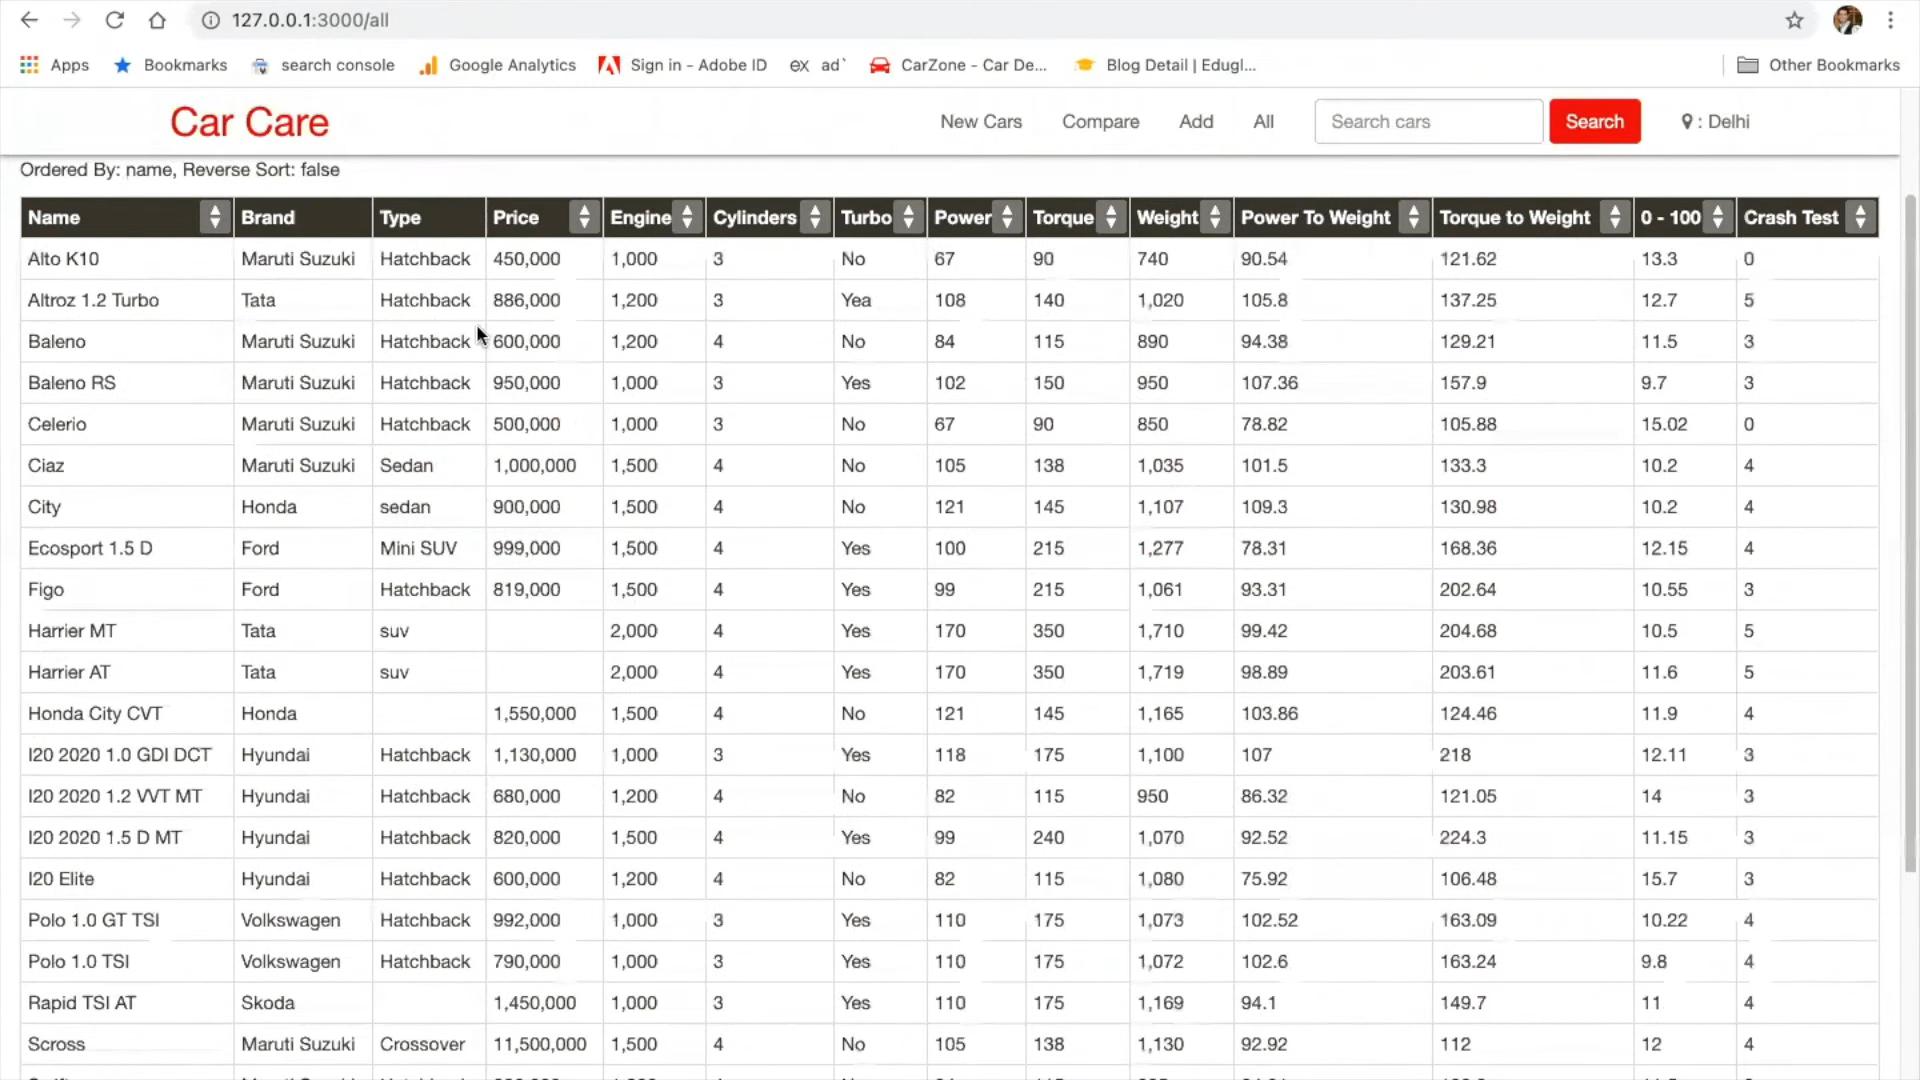 127.0.0.1:3000/all
Apps Bookmarks search console Google Analytics Sign in - Adobe ID ex ad` CarZone - Car De... Blog Detail | Edugl... Other Bookmarks
Car Care New Cars Compare Add All Search cars Search : Delhi
Ordered By: name, Reverse Sort: false
Name Brand Type Price Engine Cylinders Turbo Power Torque Weight Power To Weight Torque to Weight 0 - 100 Crash Test
Alto K10 Maruti Suzuki Hatchback 450,000 1,000 3 No 67 90 740 90.54 121.62 13.3 0
Altroz 1.2 Turbo Tata Hatchback 886,000 1,200 3 Yea 108 140 1,020 105.8 137.25 12.7 5
Baleno Maruti Suzuki Hatchback 600,000 1,200 4 No 84 115 890 94.38 129.21 11.5 3
Baleno RS Maruti Suzuki Hatchback 950,000 1,000 3 Yes 102 150 950 107.36 157.9 9.7 3
Celerio Maruti Suzuki Hatchback 500,000 1,000 3 No 67 90 850 78.82 105.88 15.02 0
Ciaz Maruti Suzuki Sedan 1,000,000 1,500 4 No 105 138 1,035 101.5 133.3 10.2 4
City Honda sedan 900,000 1,500 4 No 121 145 1,107 109.3 130.98 10.2 4
Ecosport 1.5 D Ford Mini SUV 999,000 1,500 4 Yes 100 215 1,277 78.31 168.36 12.15 4
Figo Ford Hatchback 819,000 1,500 4 Yes 99 215 1,061 93.31 202.64 10.55 3
Harrier MT Tata suv 2,000 4 Yes 170 350 1,710 99.42 204.68 10.5 5
Harrier AT Tata suv 2,000 4 Yes 170 350 1,719 98.89 203.61 11.6 5
Honda City CVT Honda 1,550,000 1,500 4 No 121 145 1,165 103.86 124.46 11.9 4
I20 2020 1.0 GDI DCT Hyundai Hatchback 1,130,000 1,000 3 Yes 118 175 1,100 107 218 12.11 3
I20 2020 1.2 VVT MT Hyundai Hatchback 680,000 1,200 4 No 82 115 950 86.32 121.05 14 3
I20 2020 1.5 D MT Hyundai Hatchback 820,000 1,500 4 Yes 99 240 1,070 92.52 224.3 11.15 3
I20 Elite Hyundai Hatchback 600,000 1,200 4 No 82 115 1,080 75.92 106.48 15.7 3
Polo 1.0 GT TSI Volkswagen Hatchback 992,000 1,000 3 Yes 110 175 1,073 102.52 163.09 10.22 4
Polo 1.0 TSI Volkswagen Hatchback 790,000 1,000 3 Yes 110 175 1,072 102.6 163.24 9.8 4
Rapid TSI AT Skoda 1,450,000 1,000 3 Yes 110 175 1,169 94.1 149.7 11 4
Scross Maruti Suzuki Crossover 11,500,000 1,500 4 No 105 138 1,130 92.92 112 12 4